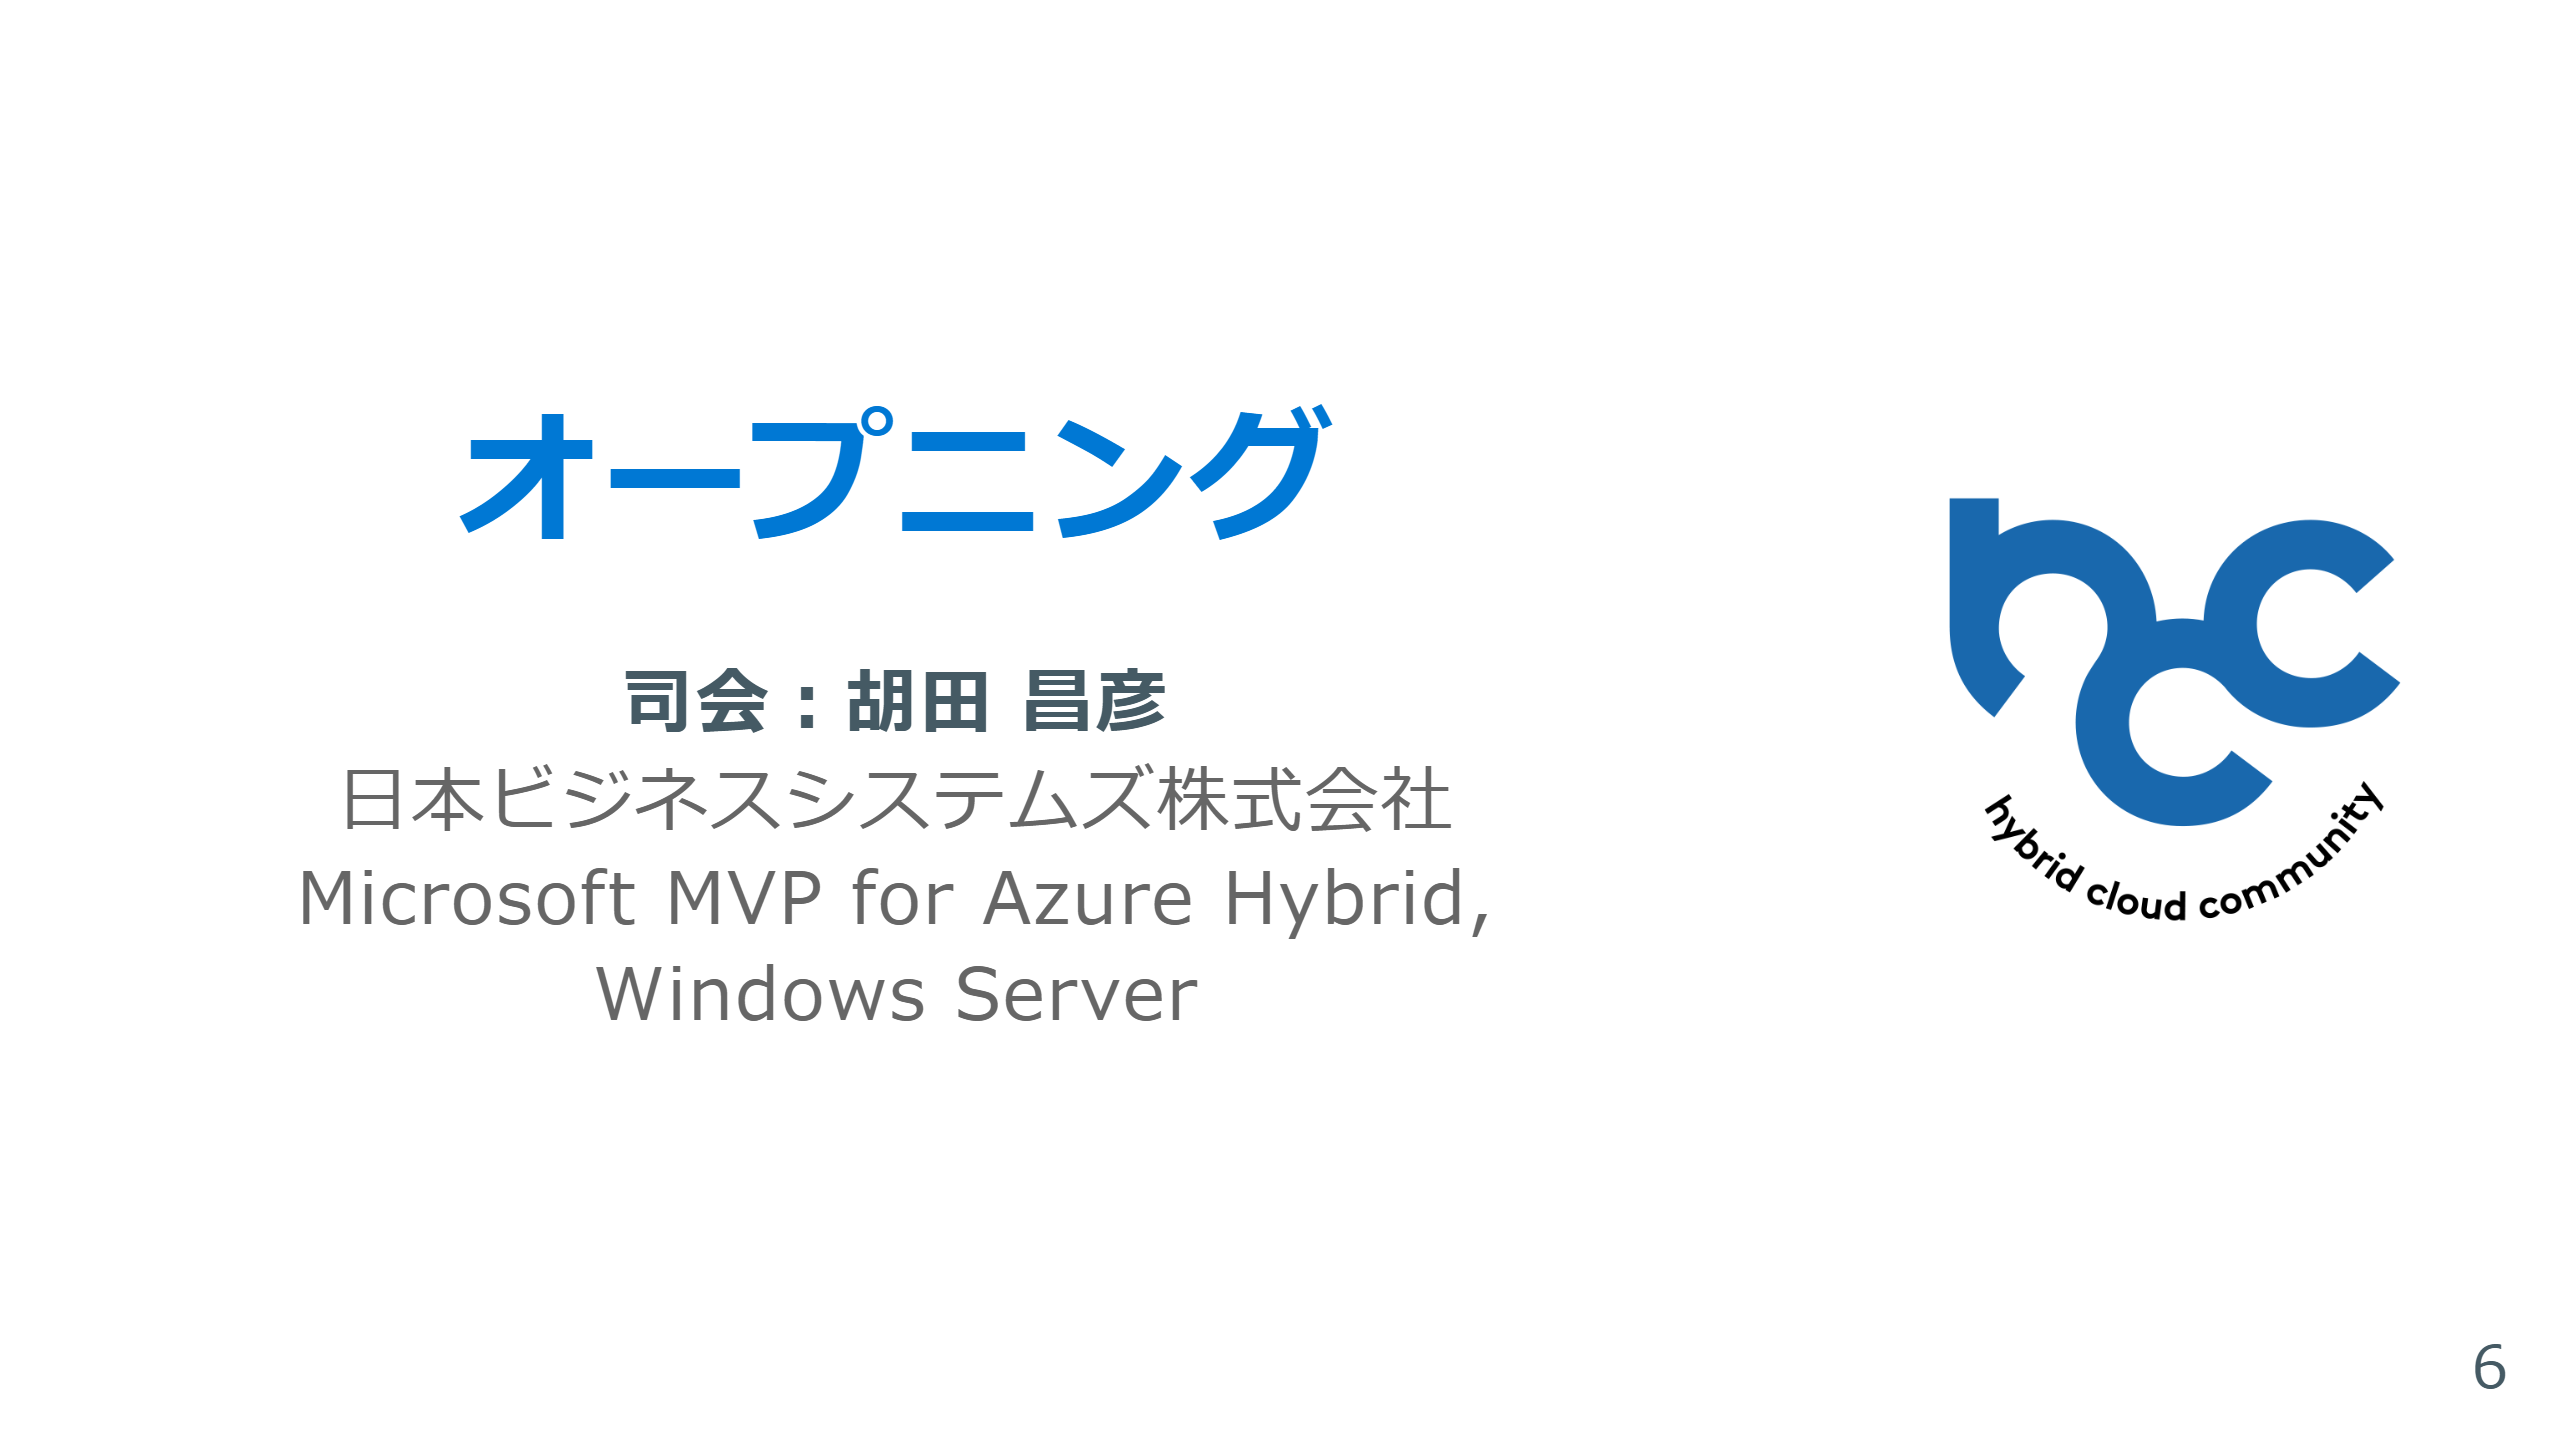 オープニング
司会：胡田 昌彦
日本ビジネスシステムズ株式会社
Microsoft MVP for Azure Hybrid,
Windows Server
hcc
hybrid cloud community
6